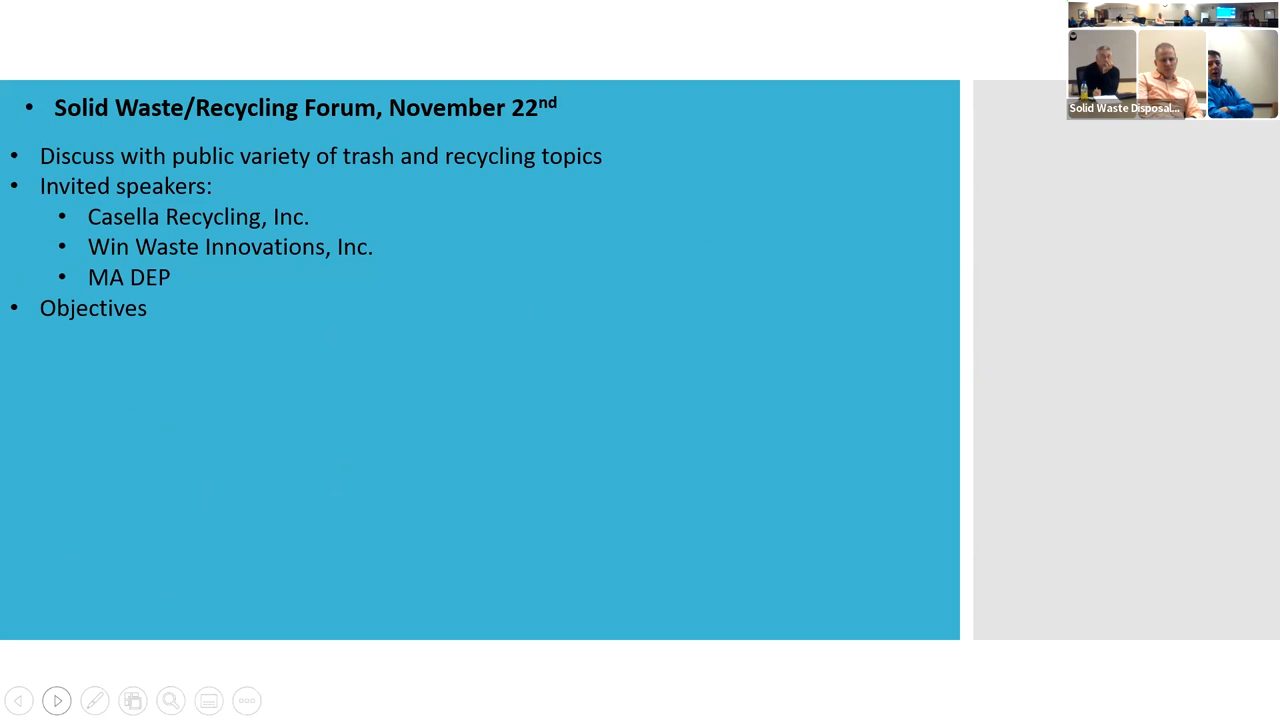 • Solid Waste/Recycling Forum, November 22nd
• Discuss with public variety of trash and recycling topics
• Invited speakers:
• Casella Recycling, Inc.
• Win Waste Innovations, Inc.
• MA DEP
• Objectives
Solid Waste Disposal...